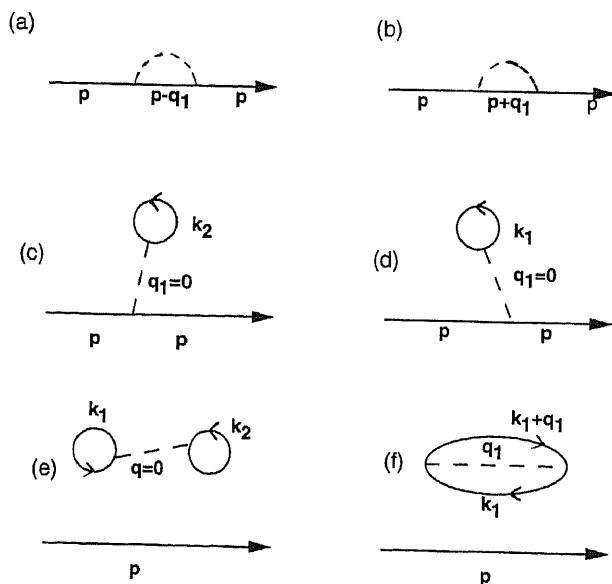 (a)
p p-q1 p
(b)
p p+q1 p
(c)
k2
q1=0
p p
(d)
k1
q1=0
p p
(e)
k1
k2
q=0
p
(f)
k1+q1
q1
k1
p